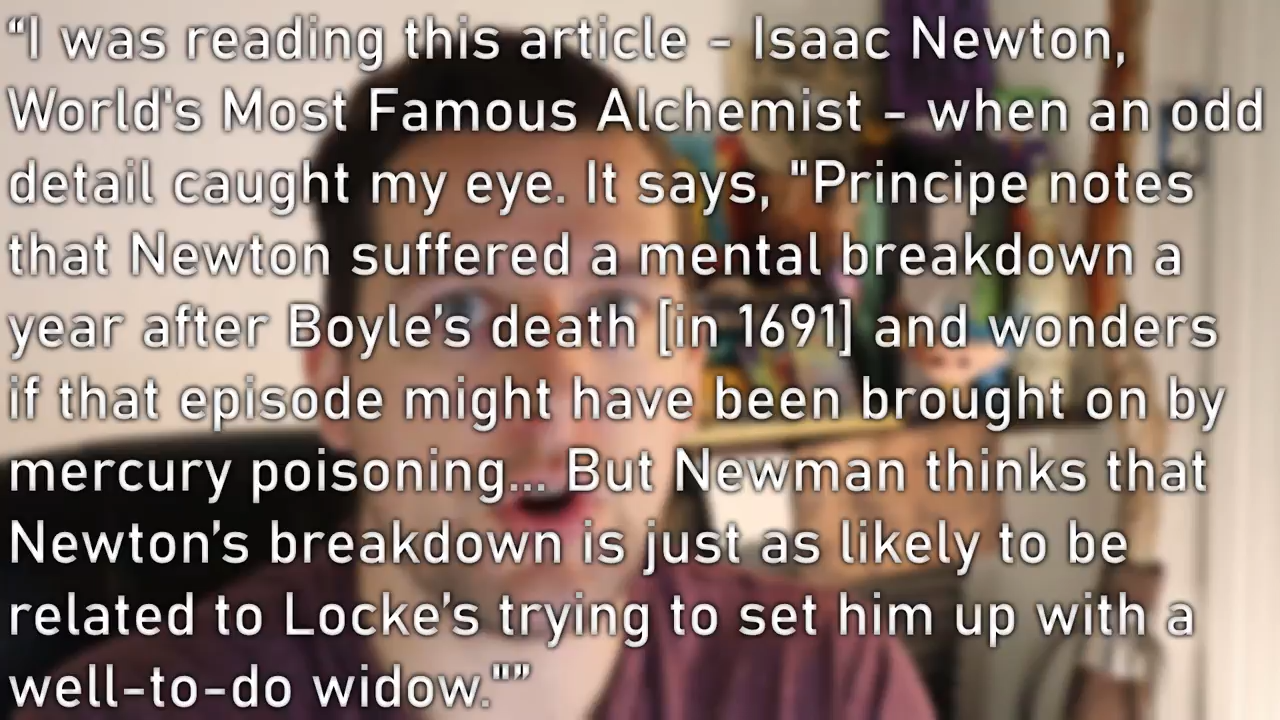 “I was reading this article - Isaac Newton,
World's Most Famous Alchemist - when an odd
detail caught my eye. It says, "Principe notes
that Newton suffered a mental breakdown a
year after Boyle’s death [in 1691] and wonders
if that episode might have been brought on by
mercury poisoning... But Newman thinks that
Newton’s breakdown is just as likely to be
related to Locke’s trying to set him up with a
well-to-do widow."”